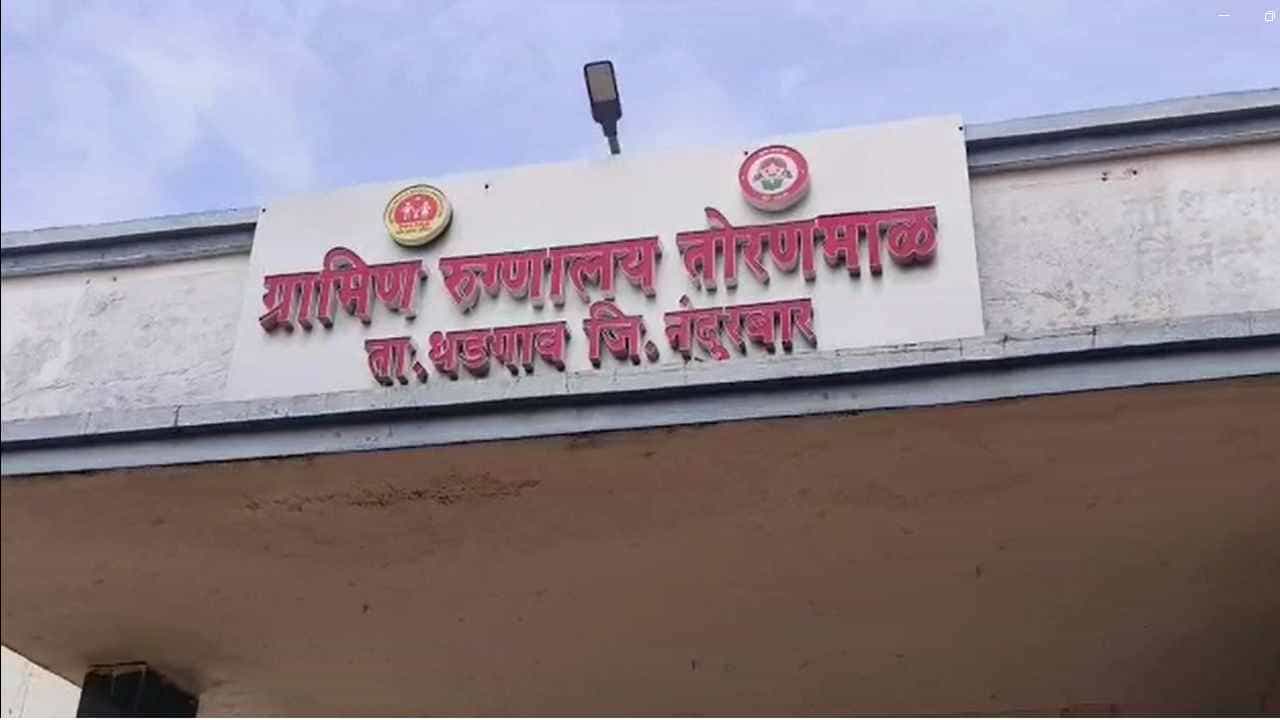 ग्रामिण रुग्णालय तोरणमाळ
ता. धडगाव जि. नंदुरबार